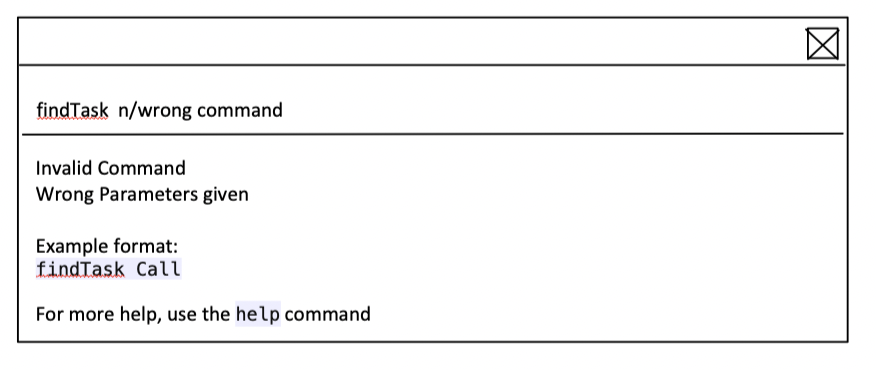 findTask n/wrong command
Invalid Command
Wrong Parameters given
Example format:
findTask Call
For more help, use the help command